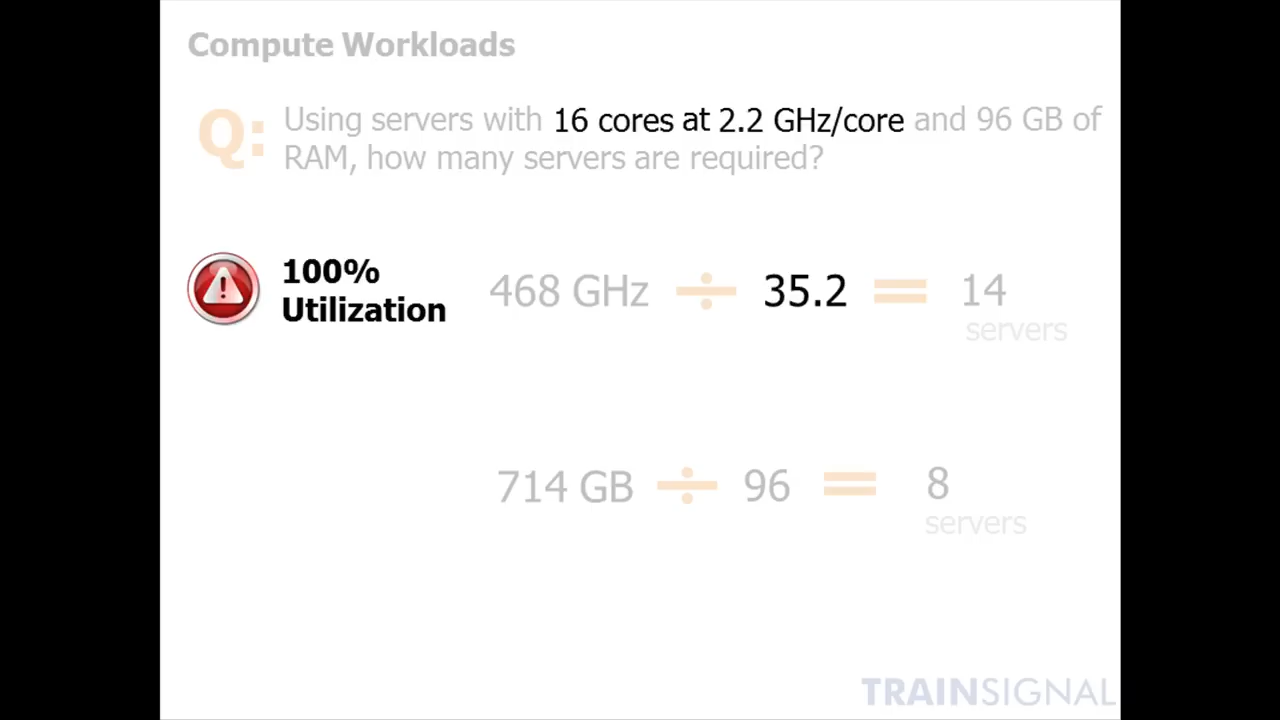 Compute Workloads
Q: Using servers with 16 cores at 2.2 GHz/core and 96 GB of
RAM, how many servers are required?
100%
Utilization
468 GHz ÷ 35.2 = 14
servers
714 GB ÷ 96 = 8
servers
TRAINSIGNAL